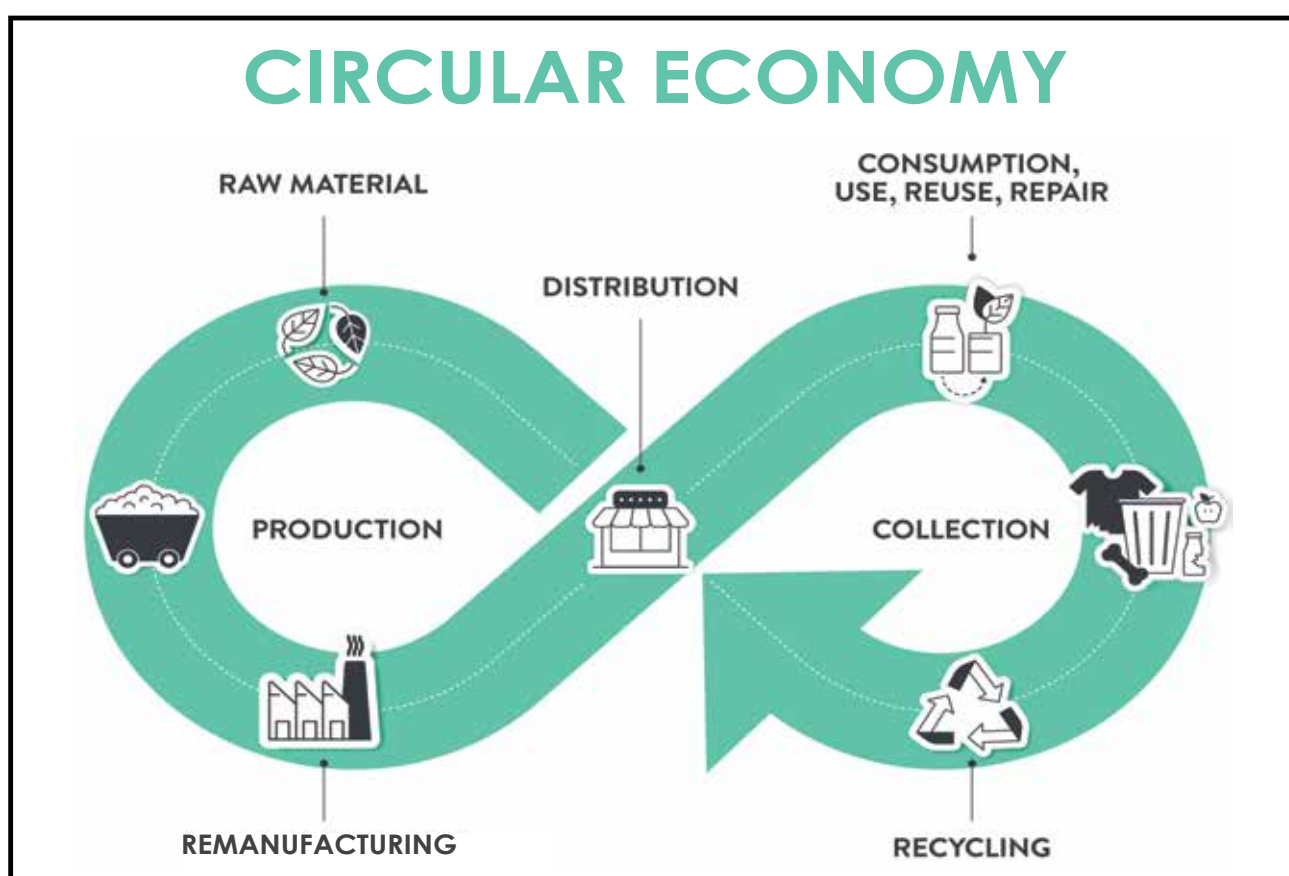 CIRCULAR ECONOMY
RAW MATERIAL
CONSUMPTION,
USE, REUSE, REPAIR
DISTRIBUTION
PRODUCTION
COLLECTION
REMANUFACTURING
RECYCLING